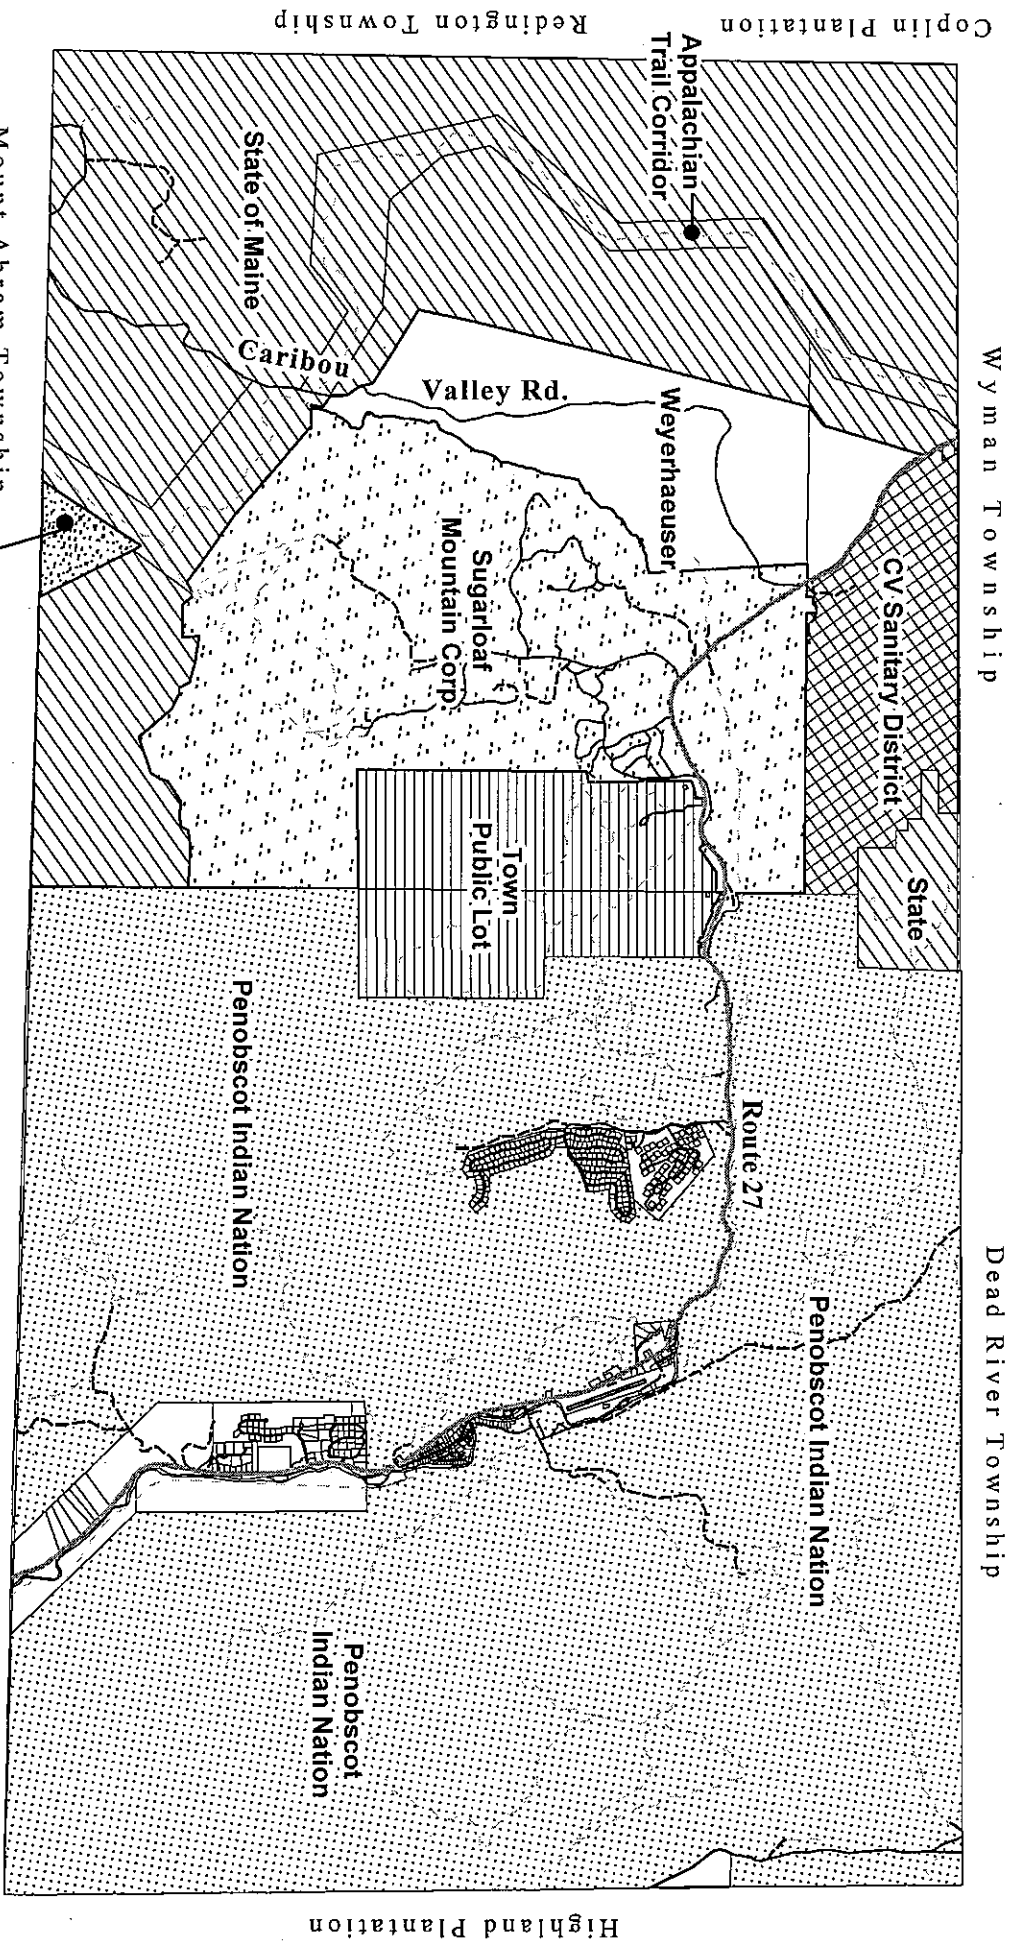 Wyman Township
Dead River Township
Coplin Plantation
Redington Township
Highland Plantation
Appalachian
Trail Corridor
State of Maine
Caribou
Valley Rd.
Weyerhaeuser
CV Sanitary District
State
Sugarloaf
Mountain Corp
Town
Public Lot
Route 27
Penobscot Indian Nation
Penobscot Indian Nation
Penobscot
Indian Nation
Mount Abram Township